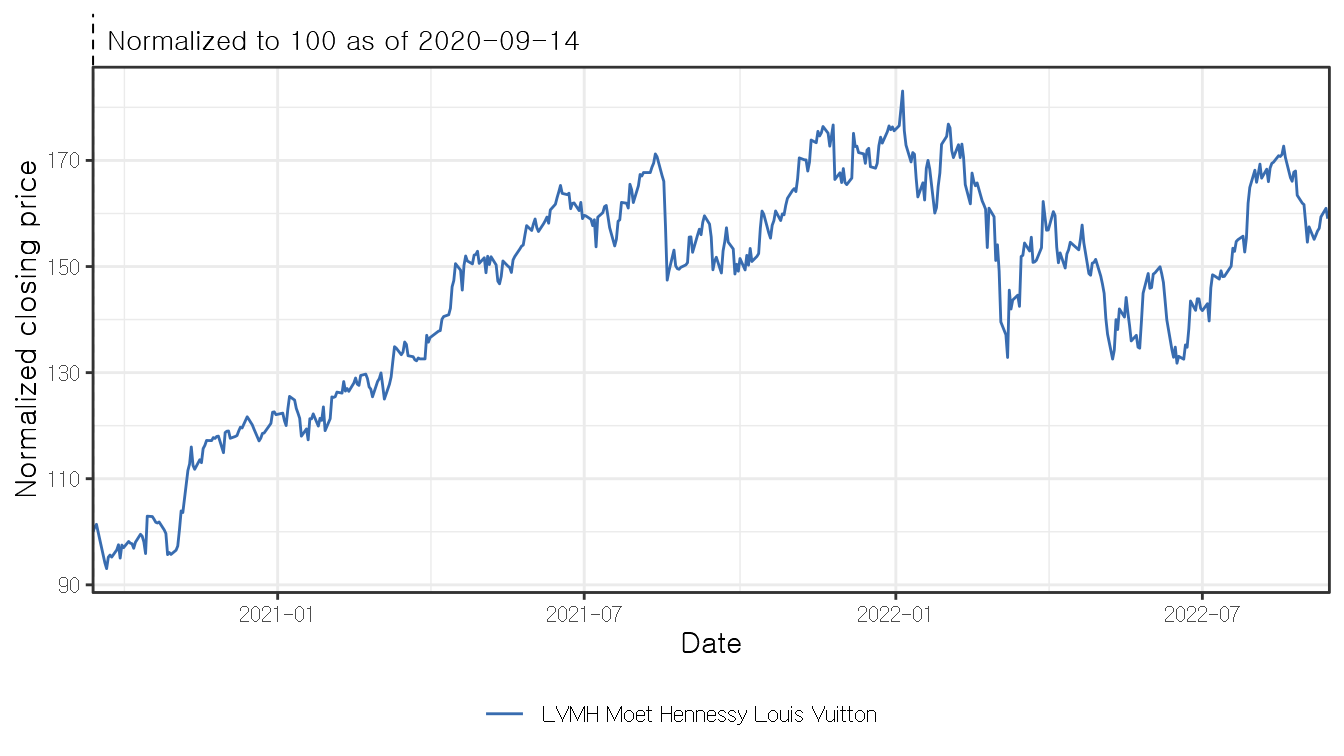 Normalized to 100 as of 2020-09-14
Normalized closing price
170
150
130
110
90
2021-01
2021-07
2022-01
2022-07
Date
LVMH Moet Hennessy Louis Vuitton